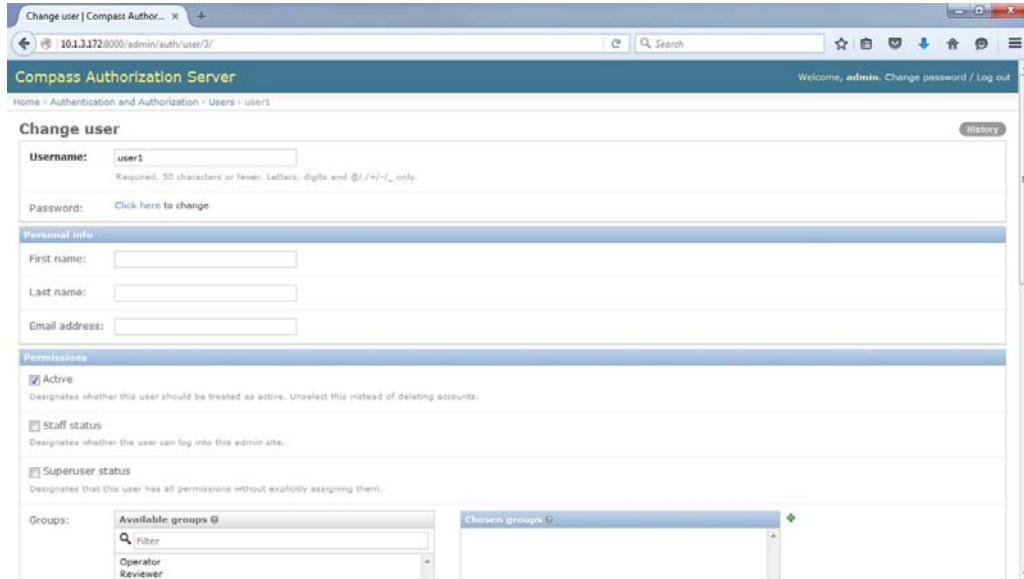 Change user | Compass Author... ×
10.1.3.172:8000/admin/auth/user/3/
Search
Compass Authorization Server
Welcome, admin. Change password / Log out
Home › Authentication and Authorization › Users › user1
Change user
History
Username:
user1
Required. 30 characters or fewer. Letters, digits and @/./+/-/_ only.
Password:
Click here to change
Personal info
First name:
Last name:
Email address:
Permissions
Active
Designates whether this user should be treated as active. Unselect this instead of deleting accounts.
Staff status
Designates whether the user can log into this admin site.
Superuser status
Designates that this user has all permissions without explicitly assigning them.
Groups:
Available groups
Chosen groups
Filter
Operator
Reviewer